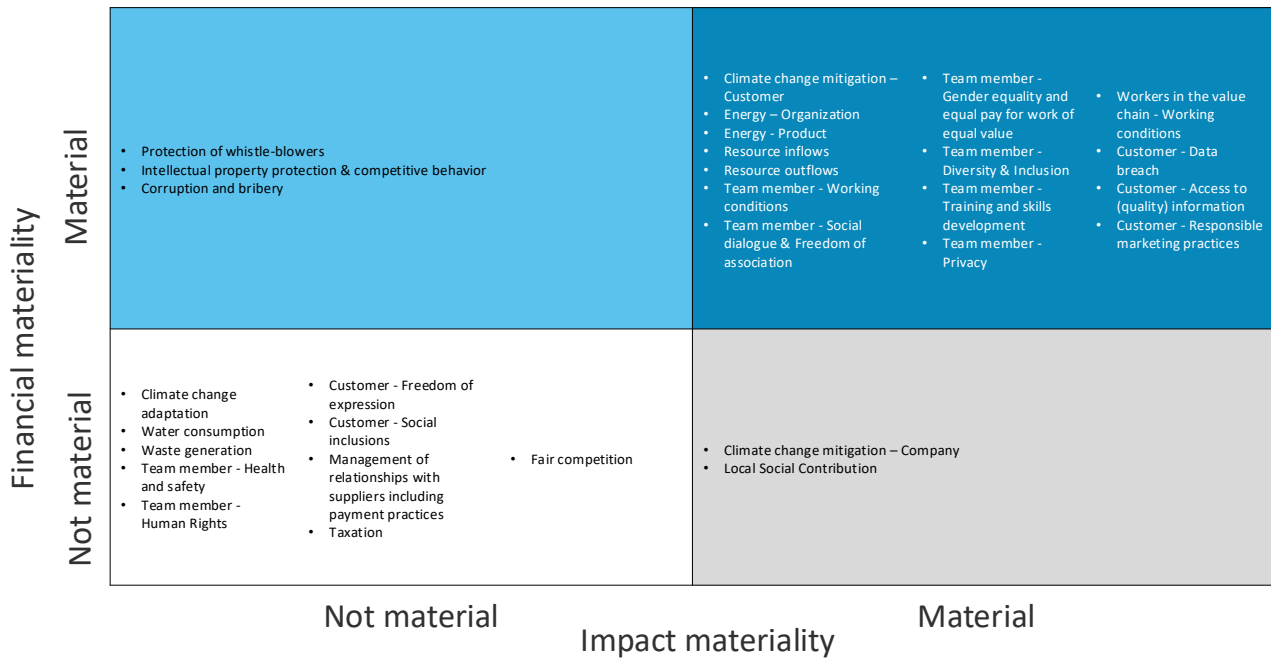 Financial materiality
Material
Not material
• Protection of whistle-blowers
• Intellectual property protection & competitive behavior
• Corruption and bribery
• Climate change mitigation –
Customer
• Energy – Organization
• Energy - Product
• Resource inflows
• Resource outflows
• Team member - Working
conditions
• Team member - Social
dialogue & Freedom of
association
• Team member -
Gender equality and
equal pay for work of
equal value
• Team member -
Diversity & Inclusion
• Team member -
Training and skills
development
• Team member -
Privacy
• Workers in the value
chain - Working
conditions
• Customer - Data
breach
• Customer - Access to
(quality) information
• Customer - Responsible
marketing practices
• Climate change
adaptation
• Water consumption
• Waste generation
• Team member - Health
and safety
• Team member -
Human Rights
• Customer - Freedom of
expression
• Customer - Social
inclusions
• Management of
relationships with
suppliers including
payment practices
• Taxation
• Fair competition
• Climate change mitigation – Company
• Local Social Contribution
Not material
Material
Impact materiality